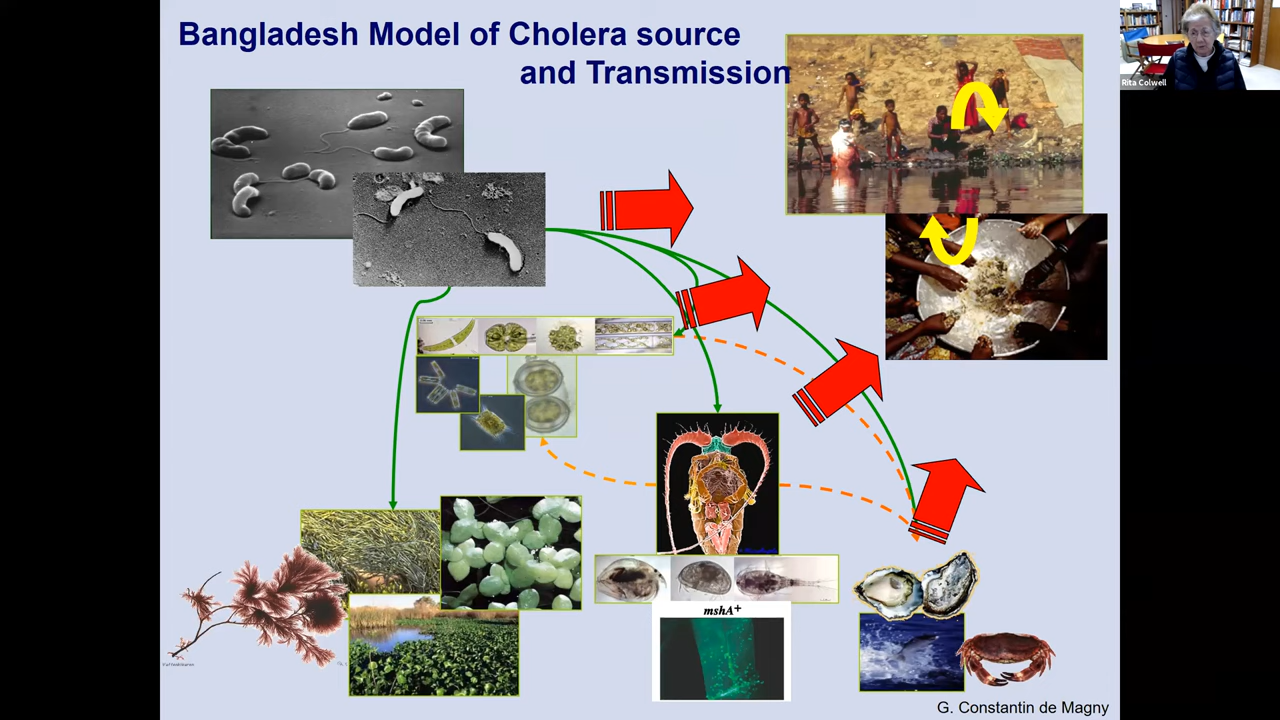 Bangladesh Model of Cholera source
and Transmission
Rita Colwell
mshA+
G. Constantin de Magny